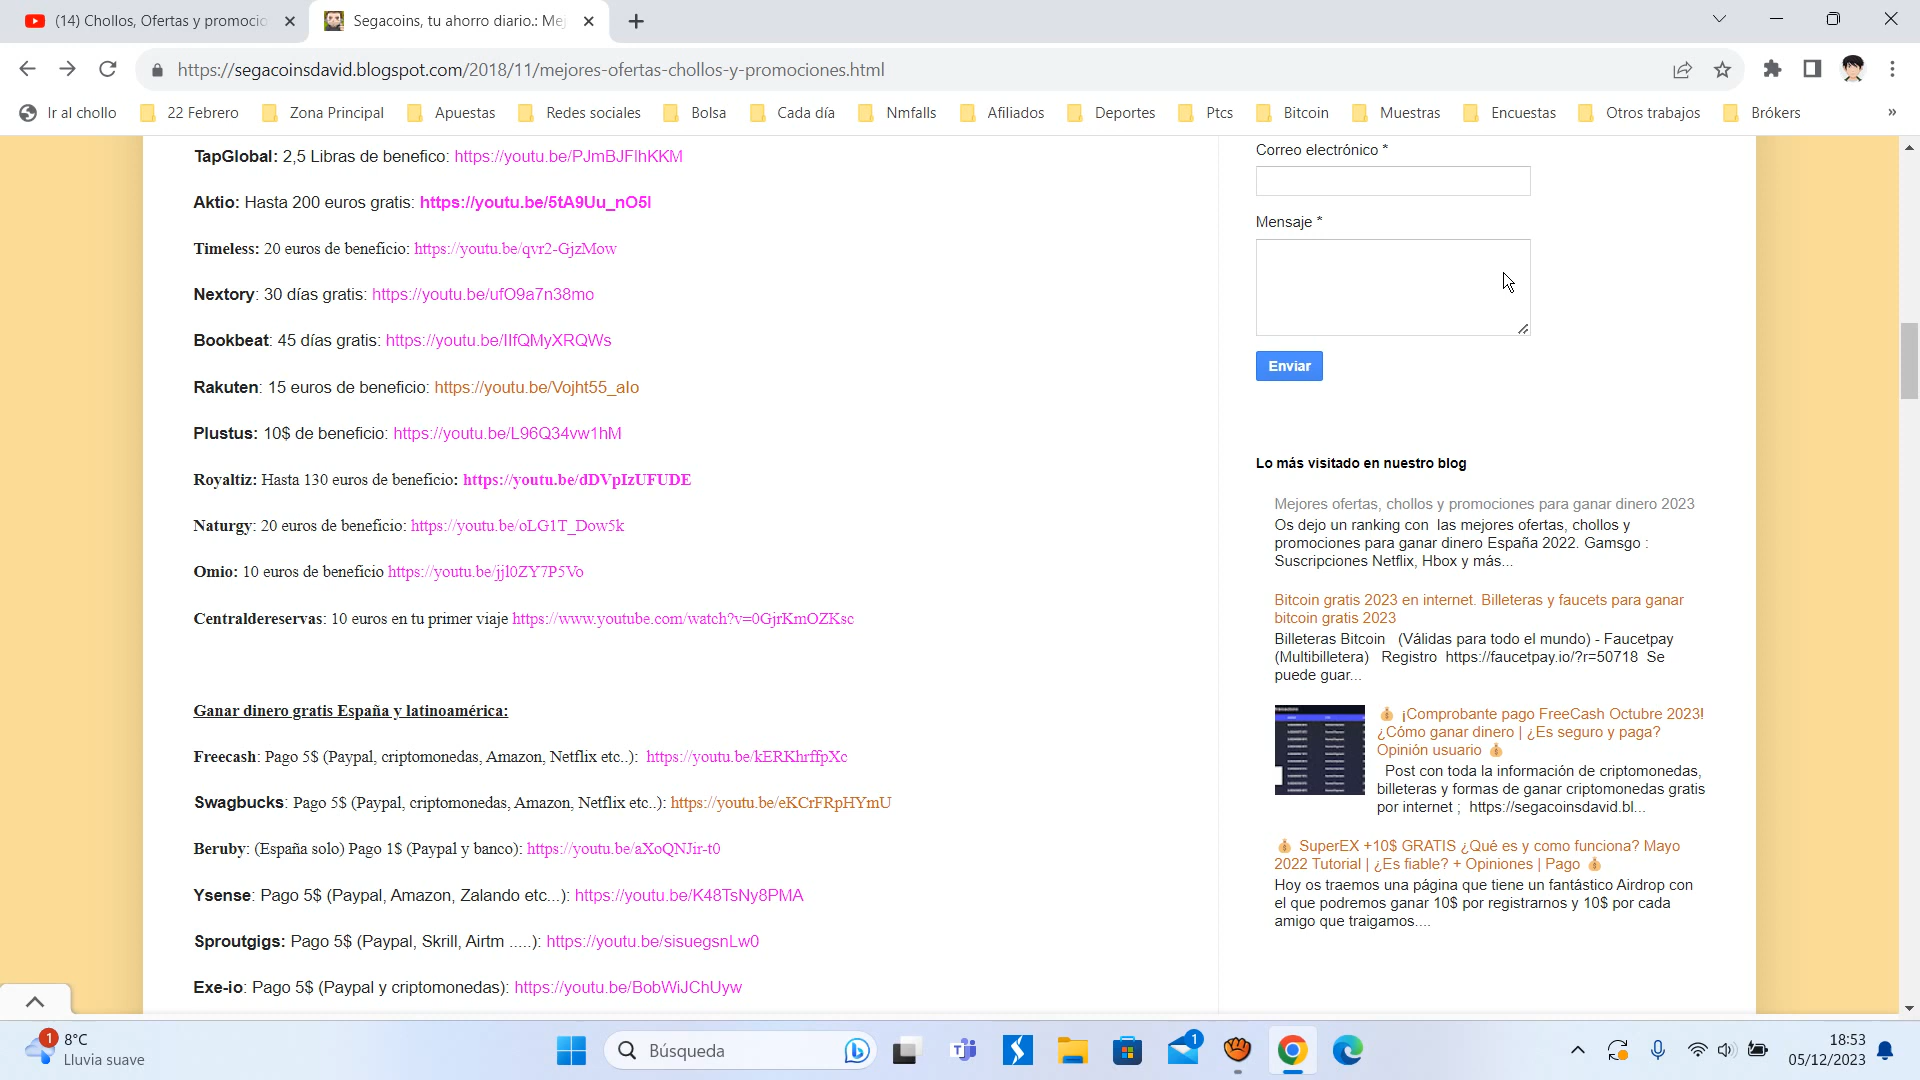 (14) Chollos, Ofertas y promocio
Segacoins, tu ahorro diario.: Me
https://segacoinsdavid.blogspot.com/2018/11/mejores-ofertas-chollos-y-promociones.html
Ir al chollo
22 Febrero
Zona Principal
Apuestas
Redes sociales
Bolsa
Cada día
Nmfalls
Afiliados
Deportes
Ptcs
Bitcoin
Muestras
Encuestas
Otros trabajos
Brókers
»
TapGlobal: 2,5 Libras de benefico: https://youtu.be/PJmBJFlhKKM
Aktio: Hasta 200 euros gratis: https://youtu.be/5tA9Uu_nO5I
Timeless: 20 euros de beneficio: https://youtu.be/qvr2-GjzMow
Nextory: 30 días gratis: https://youtu.be/ufO9a7n38mo
Bookbeat: 45 días gratis: https://youtu.be/IIfQMyXRQWs
Rakuten: 15 euros de beneficio: https://youtu.be/Vojht55_aIo
Plustus: 10$ de beneficio: https://youtu.be/L96Q34vw1hM
Royaltiz: Hasta 130 euros de beneficio: https://youtu.be/dDVpIzUFUDE
Naturgy: 20 euros de beneficio: https://youtu.be/oLG1T_Dow5k
Omio: 10 euros de beneficio https://youtu.be/jjl0ZY7P5Vo
Centraldereservas: 10 euros en tu primer viaje https://www.youtube.com/watch?v=0GjrKmOZKsc
Ganar dinero gratis España y latinoamérica:
Freecash: Pago 5$ (Paypal, criptomonedas, Amazon, Netflix etc..): https://youtu.be/kERKhrffpXc
Swagbucks: Pago 5$ (Paypal, criptomonedas, Amazon, Netflix etc..): https://youtu.be/eKCrFRpHYmU
Beruby: (España solo) Pago 1$ (Paypal y banco): https://youtu.be/aXoQNJir-t0
Ysense: Pago 5$ (Paypal, Amazon, Zalando etc...): https://youtu.be/K48TsNy8PMA
Sproutgigs: Pago 5$ (Paypal, Skrill, Airtm .....): https://youtu.be/sisuegsnLw0
Exe-io: Pago 5$ (Paypal y criptomonedas): https://youtu.be/BobWiJChUyw
Correo electrónico *
Mensaje *
Enviar
Lo más visitado en nuestro blog
Mejores ofertas, chollos y promociones para ganar dinero 2023
Os dejo un ranking con las mejores ofertas, chollos y
promociones para ganar dinero España 2022. Gamsgo :
Suscripciones Netflix, Hbox y más...
Bitcoin gratis 2023 en internet. Billeteras y faucets para ganar
bitcoin gratis 2023
Billeteras Bitcoin (Válidas para todo el mundo) - Faucetpay
(Multibilletera) Registro https://faucetpay.io/?r=50718 Se
puede guar...
💰 ¡Comprobante pago FreeCash Octubre 2023!
¿Cómo ganar dinero | ¿Es seguro y paga?
Opinión usuario 💰
Post con toda la información de criptomonedas,
billeteras y formas de ganar criptomonedas gratis
por internet ; https://segacoinsdavid.bl...
💰 SuperEX +10$ GRATIS ¿Qué es y como funciona? Mayo
2022 Tutorial | ¿Es fiable? + Opiniones | Pago 💰
Hoy os traemos una página que tiene un fantástico Airdrop con
el que podremos ganar 10$ por registrarnos y 10$ por cada
amigo que traigamos....
1
8°C
Lluvia suave
Búsqueda
1
18:53
05/12/2023